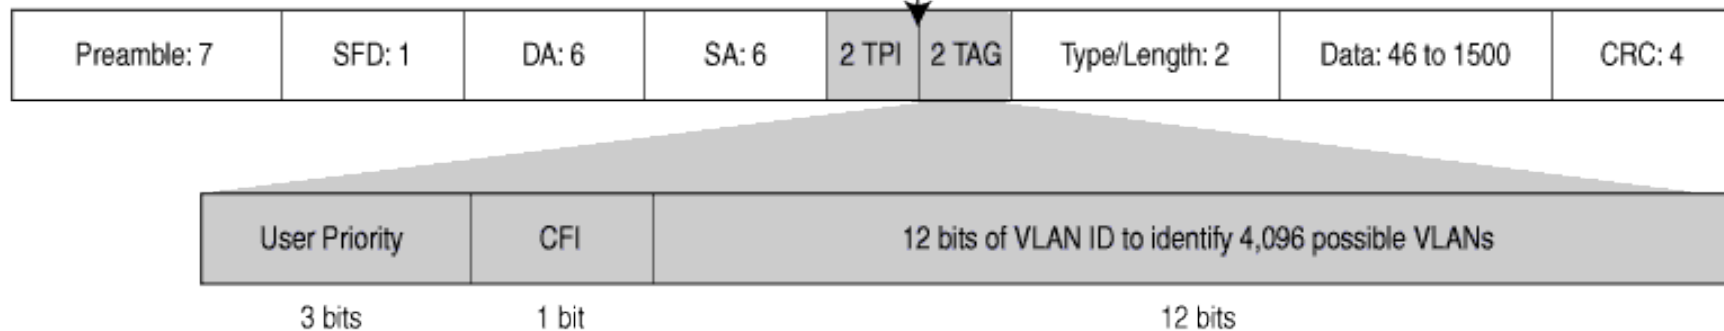 Preamble: 7 SFD: 1 DA: 6 SA: 6 2 TPI 2 TAG Type/Length: 2 Data: 46 to 1500 CRC: 4
User Priority CFI 12 bits of VLAN ID to identify 4,096 possible VLANs
3 bits 1 bit 12 bits